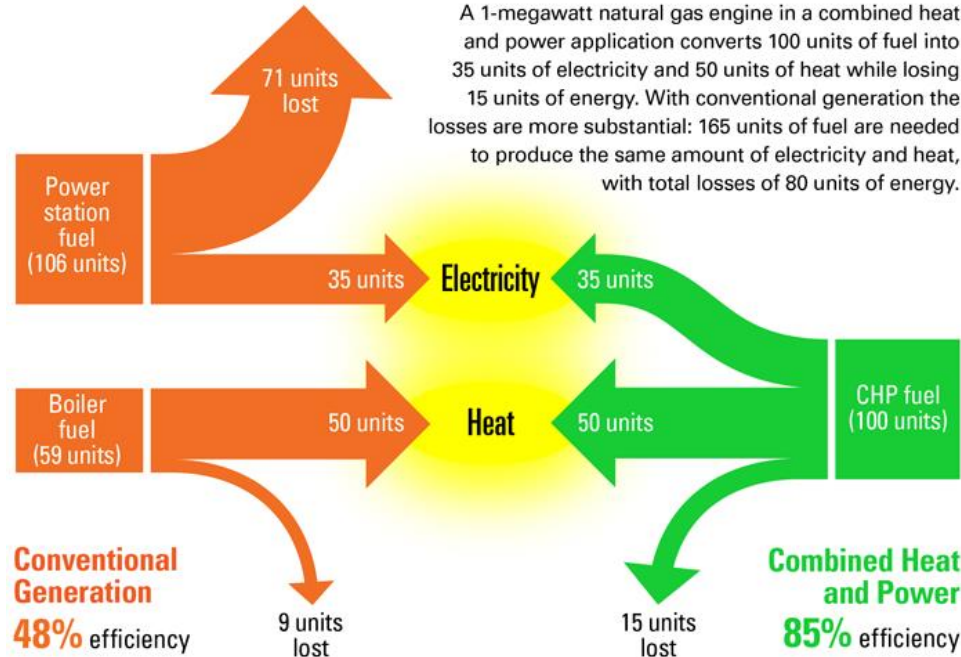 A 1-megawatt natural gas engine in a combined heat
and power application converts 100 units of fuel into
35 units of electricity and 50 units of heat while losing
15 units of energy. With conventional generation the
losses are more substantial: 165 units of fuel are needed
to produce the same amount of electricity and heat,
with total losses of 80 units of energy.
71 units
lost
Power
station
fuel
(106 units)
35 units
Electricity
35 units
Boiler
fuel
(59 units)
50 units
Heat
50 units
CHP fuel
(100 units)
Conventional
Generation
48% efficiency
9 units
lost
15 units
lost
Combined Heat
and Power
85% efficiency